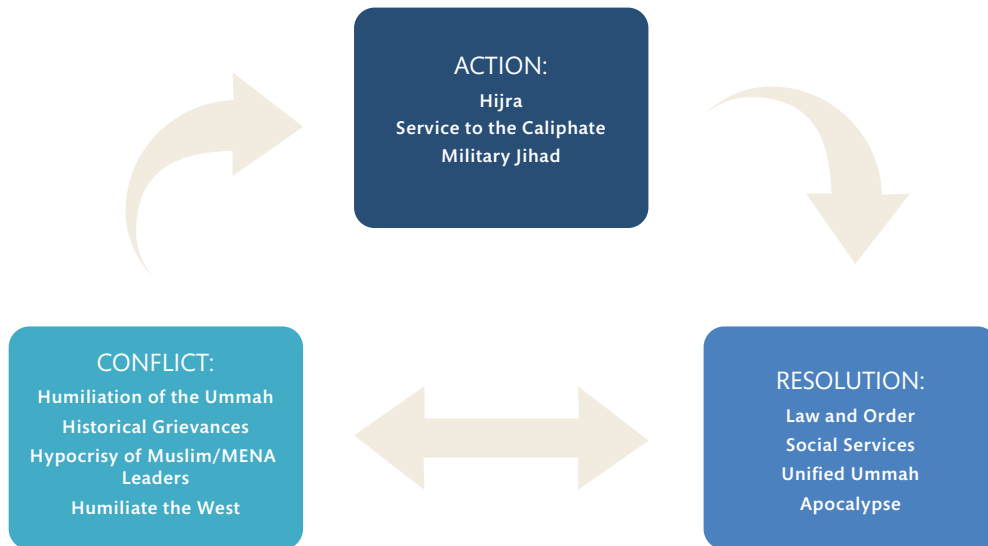 ACTION:
Hijra
Service to the Caliphate
Military Jihad
CONFLICT:
Humiliation of the Ummah
Historical Grievances
Hypocrisy of Muslim/MENA
Leaders
Humiliate the West
RESOLUTION:
Law and Order
Social Services
Unified Ummah
Apocalypse